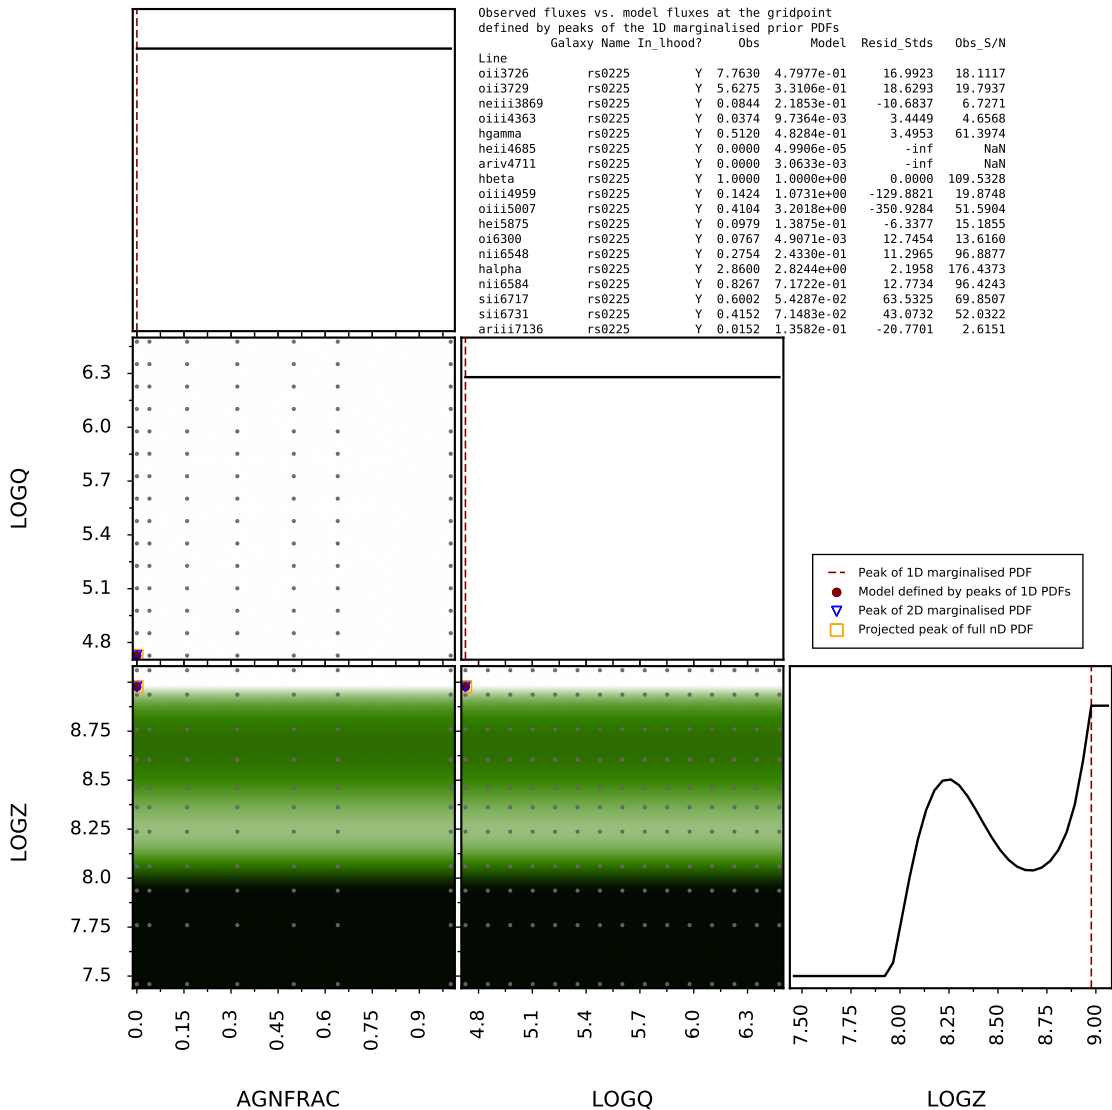 Observed fluxes vs. model fluxes at the gridpoint
defined by peaks of the 1D marginalised prior PDFs
Galaxy Name In_lhood? Obs Model Resid_Stds Obs_S/N
Line
oii3726 rs0225 Y 7.7630 4.7977e-01 16.9923 18.1117
oii3729 rs0225 Y 5.6275 3.3106e-01 18.6293 19.7937
neiii3869 rs0225 Y 0.0844 2.1853e-01 -10.6837 6.7271
oiii4363 rs0225 Y 0.0374 9.7364e-03 3.4449 4.6568
hgamma rs0225 Y 0.5120 4.8284e-01 3.4953 61.3974
heii4685 rs0225 Y 0.0000 4.9906e-05 -inf NaN
ariv4711 rs0225 Y 0.0000 3.0633e-03 -inf NaN
hbeta rs0225 Y 1.0000 1.0000e+00 0.0000 109.5328
oiii4959 rs0225 Y 0.1424 1.0731e+00 -129.8821 19.8748
oiii5007 rs0225 Y 0.4104 3.2018e+00 -350.9284 51.5904
hei5875 rs0225 Y 0.0979 1.3875e-01 -6.3377 15.1855
oi6300 rs0225 Y 0.0767 4.9071e-03 12.7454 13.6160
nii6548 rs0225 Y 0.2754 2.4330e-01 11.2965 96.8877
halpha rs0225 Y 2.8600 2.8244e+00 2.1958 176.4373
nii6584 rs0225 Y 0.8267 7.1722e-01 12.7734 96.4243
sii6717 rs0225 Y 0.6002 5.4287e-02 63.5325 69.8507
sii6731 rs0225 Y 0.4152 7.1483e-02 43.0732 52.0322
ariii7136 rs0225 Y 0.0152 1.3582e-01 -20.7701 2.6151
LOGQ
6.3
6.0
5.7
5.4
5.1
4.8
Peak of 1D marginalised PDF
Model defined by peaks of 1D PDFs
Peak of 2D marginalised PDF
Projected peak of full nD PDF
LOGZ
8.75
8.5
8.25
8.0
7.75
7.5
0.0 0.15 0.3 0.45 0.6 0.75 0.9
4.8 5.1 5.4 5.7 6.0 6.3
7.50 7.75 8.00 8.25 8.50 8.75 9.00
AGNFRAC LOGQ LOGZ